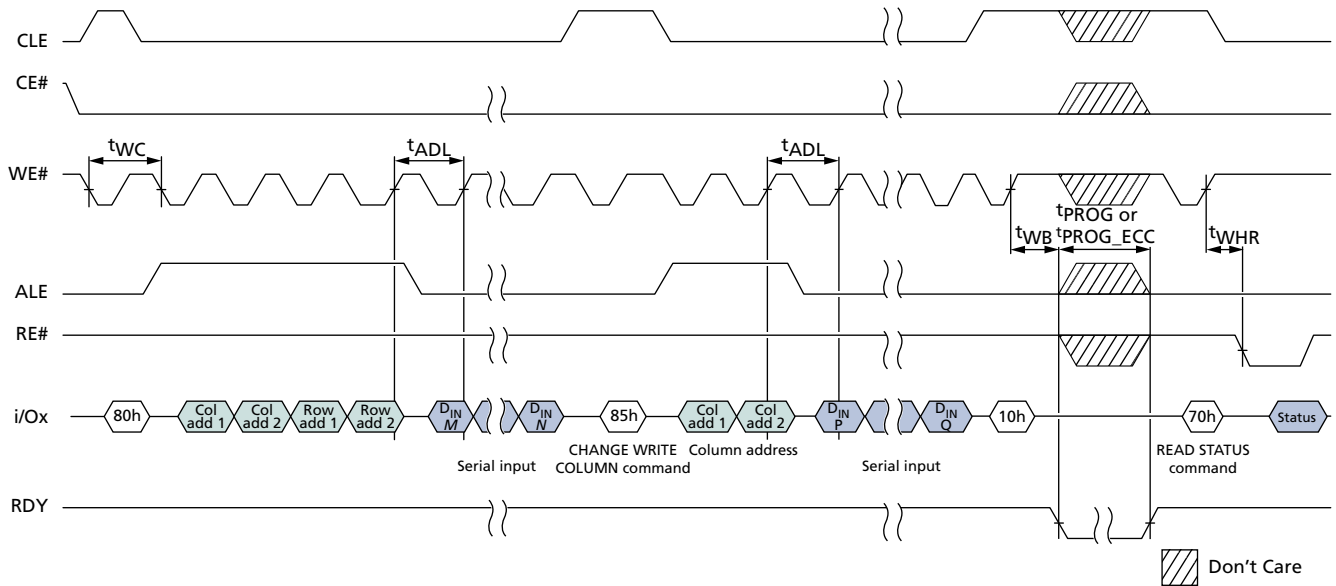 CLE
CE#
tWC
tADL
tADL
WE#
tWB
tPROG or
tPROG_ECC
tWHR
ALE
RE#
i/Ox
80h
Col
add 1
Col
add 2
Row
add 1
Row
add 2
DIN
M
DIN
N
85h
Col
add 1
Col
add 2
DIN
P
DIN
Q
10h
70h
Status
Serial input
CHANGE WRITE
COLUMN command
Column address
Serial input
READ STATUS
command
RDY
Don't Care